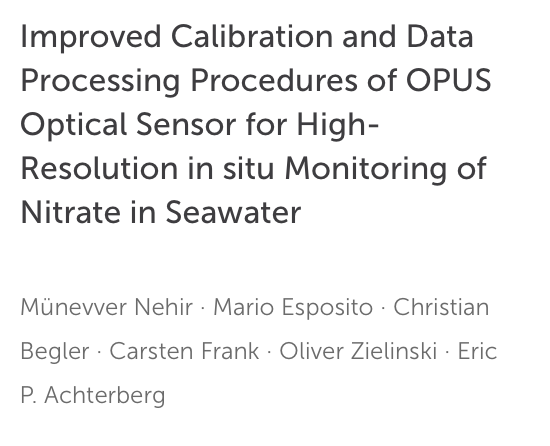 Improved Calibration and Data
Processing Procedures of OPUS
Optical Sensor for High-
Resolution in situ Monitoring of
Nitrate in Seawater
Münevver Nehir · Mario Esposito · Christian
Begler · Carsten Frank · Oliver Zielinski · Eric
P. Achterberg